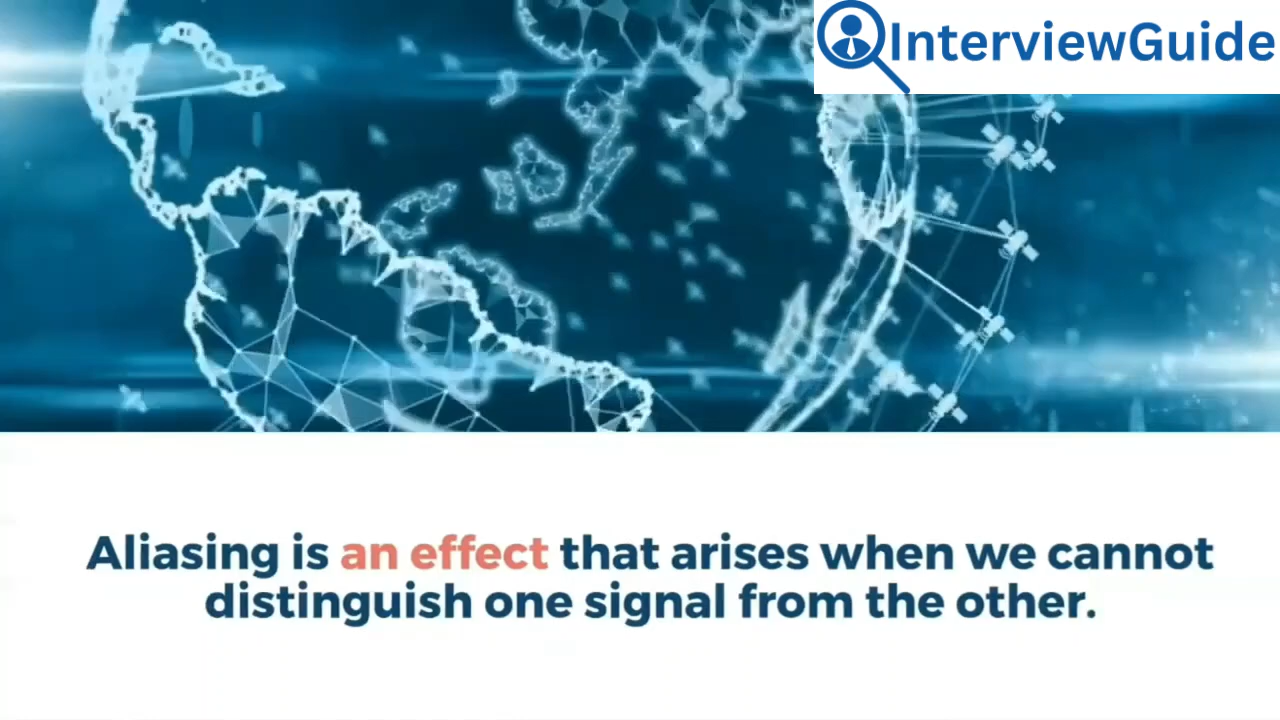 InterviewGuide
Aliasing is an effect that arises when we cannot
distinguish one signal from the other.